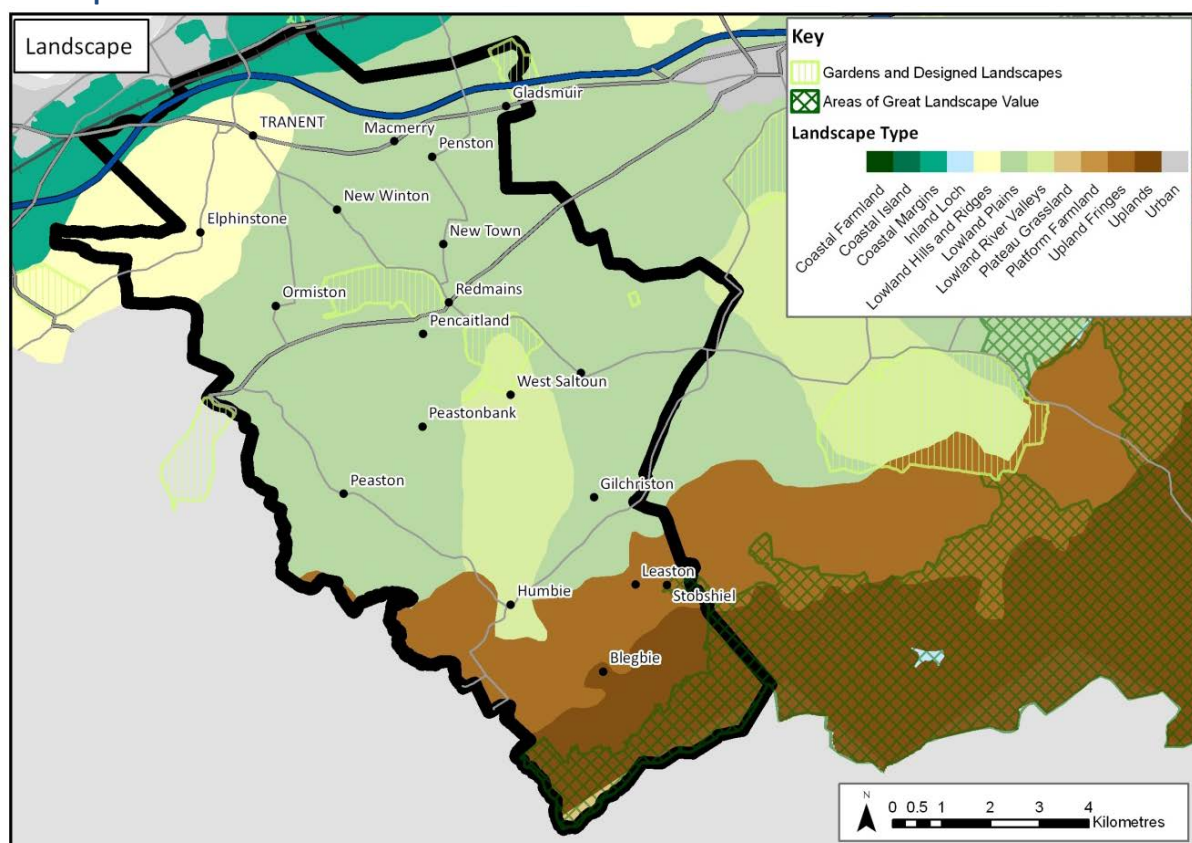 Landscape
Key
Gardens and Designed Landscapes
Areas of Great Landscape Value
Landscape Type
Coastal Farmland
Coastal Island
Coastal Margins
Inland Loch
Lowland Hills and Ridges
Lowland Plains
Lowland River Valleys
Plateau Grassland
Platform Farmland
Upland Fringes
Uplands
Urban
Gladsmuir
TRANENT
Macmerry
Penston
New Winton
Elphinstone
New Town
Ormiston
Redmains
Pencaitland
West Saltoun
Peastonbank
Peaston
Gilchriston
Leaston
Stobshiel
Humbie
Blegbie
N
0 0.5 1 2 3 4
Kilometres